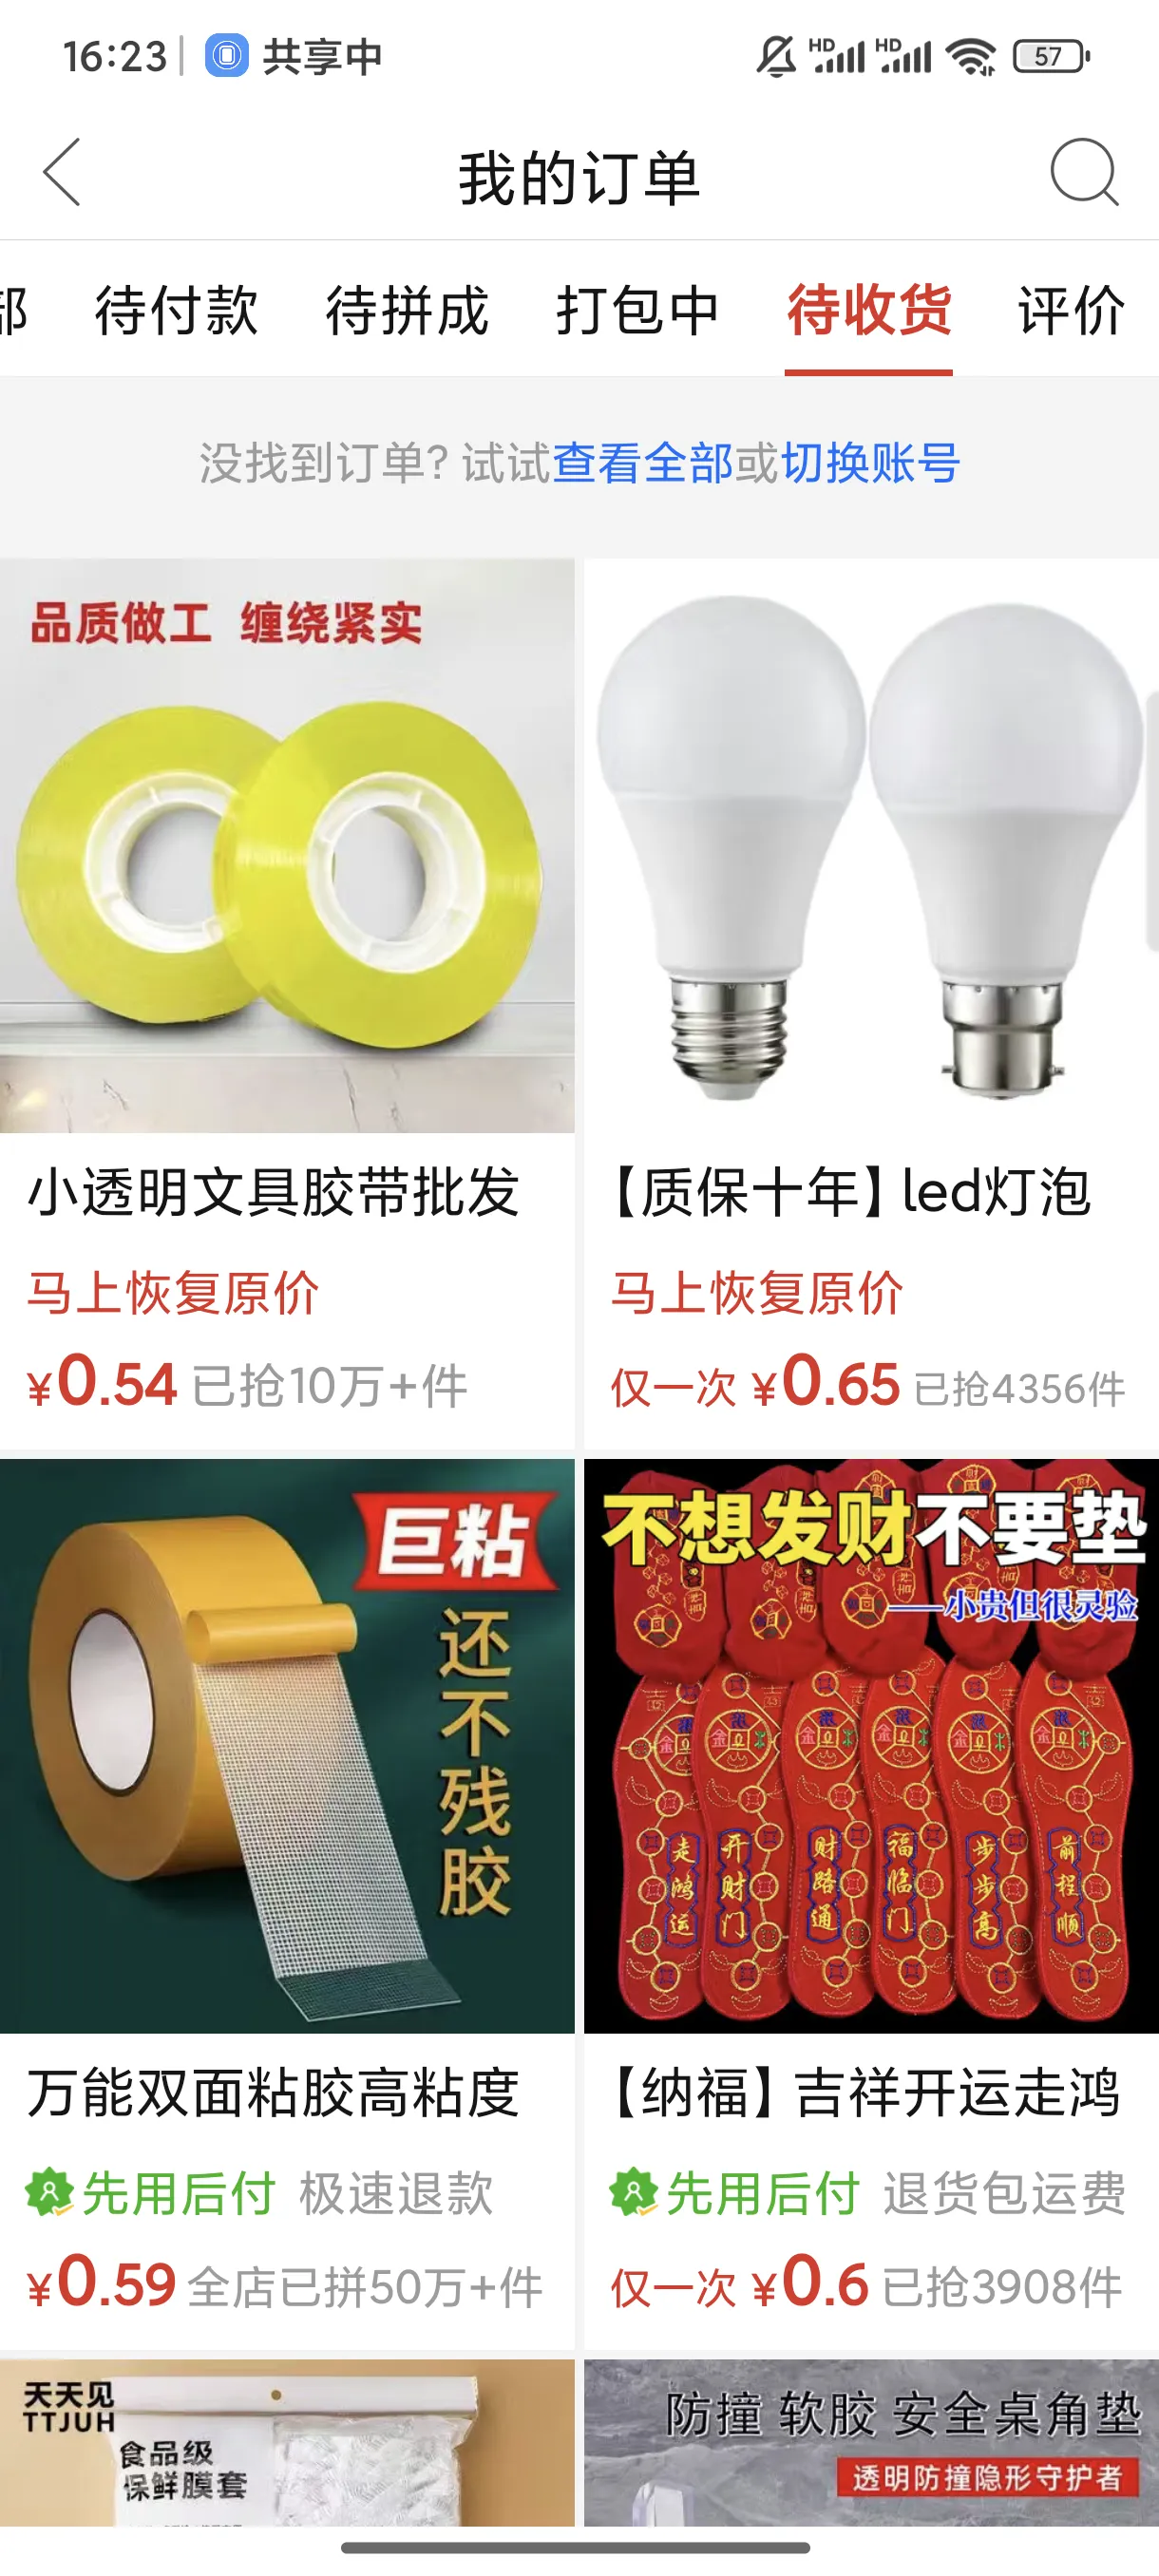 16:23 共享中 HD HD 57
我的订单
部 待付款 待拼成 打包中 待收货 评价
没找到订单? 试试查看全部或切换账号
品质做工 缠绕紧实
小透明文具胶带批发
马上恢复原价
¥0.54 已抢10万+件
【质保十年】led灯泡
马上恢复原价
仅一次 ¥0.65 已抢4356件
巨粘
还不残胶
万能双面粘胶高粘度
先用后付 极速退款
¥0.59 全店已拼50万+件
不想发财不要垫
——小贵但很灵验
走鸿运
开财门
财路通
福临门
步步高
前程顺
【纳福】吉祥开运走鸿
先用后付 退货包运费
仅一次 ¥0.6 已抢3908件
天天见
TTJUH
食品级
保鲜膜套
防撞 软胶 安全桌角垫
透明防撞隐形守护者